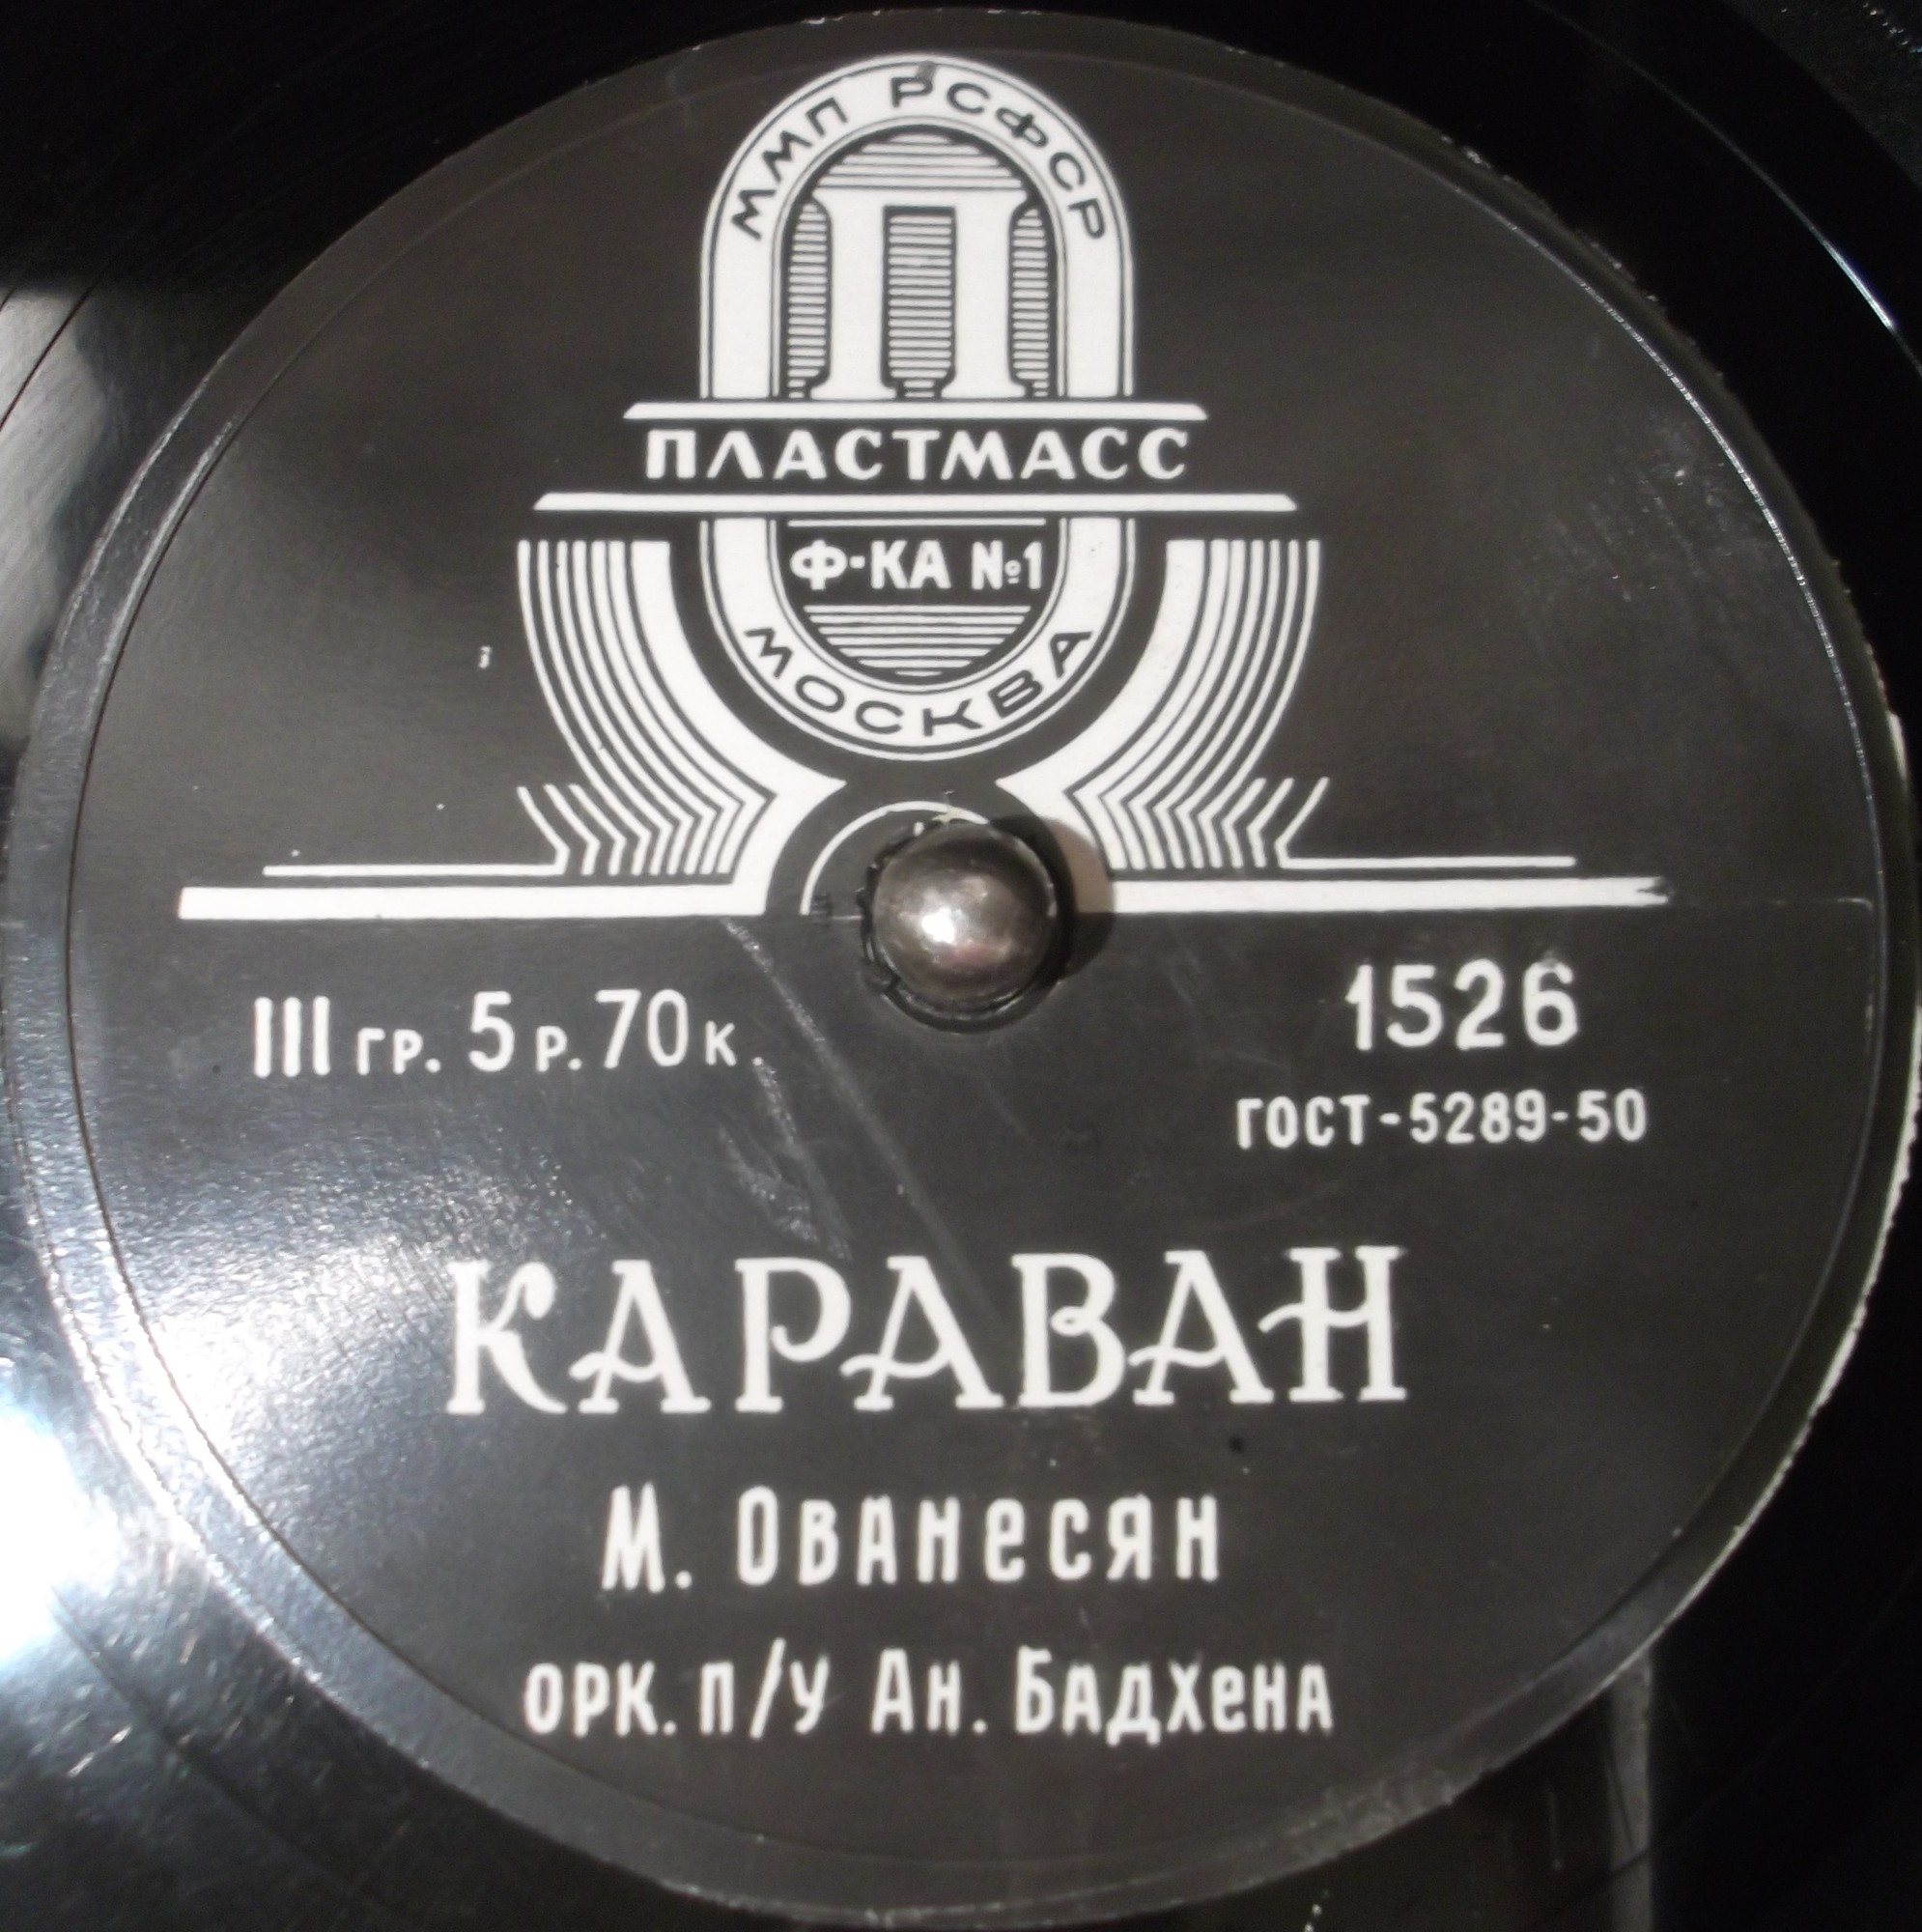 ММП РСФСР
П
ПЛАСТМАСС
Ф-КА №1
МОСКВА
III гр. 5 р. 70 к.
1526
ГОСТ-5289-50
КАРАВАН
М. Ованесян
орк. п/у Ан. Бадхена